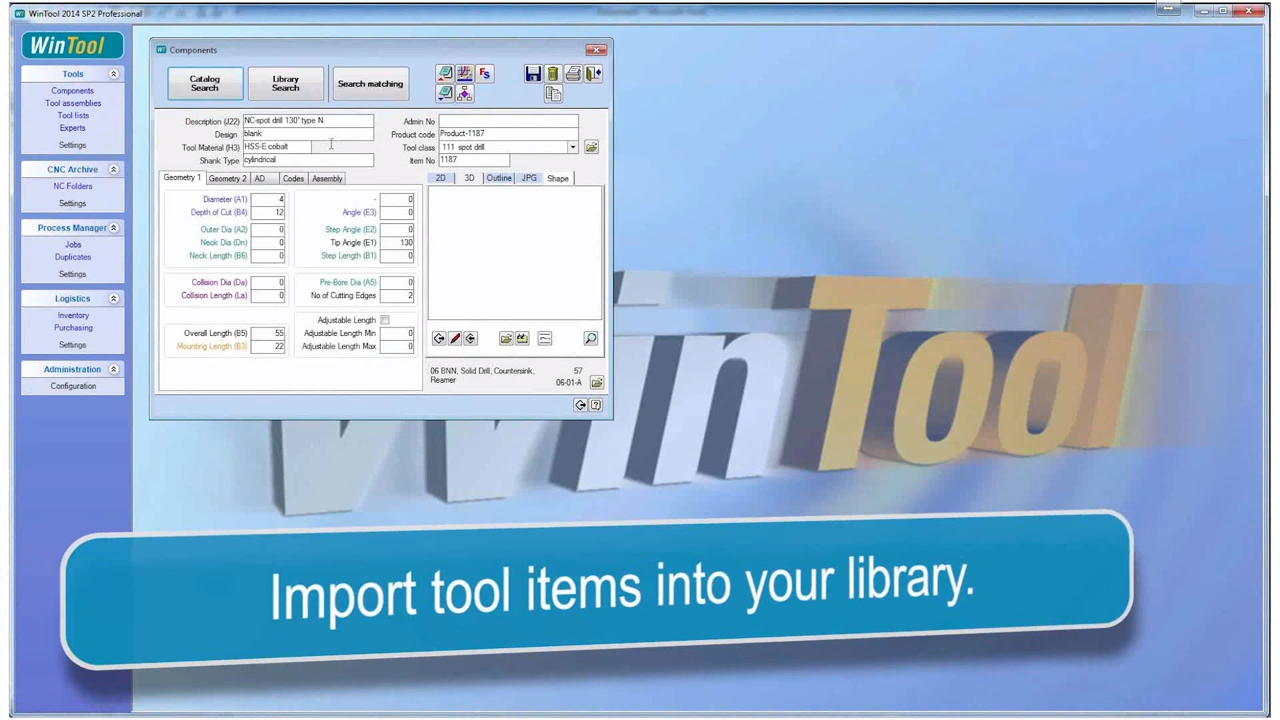 WinTool 2014 SP2 Professional
WinTool
Tools
Components
Tool assemblies
Tool lists
Experts
Settings
CNC Archive
NC Folders
Settings
Process Manager
Jobs
Duplicates
Settings
Logistics
Inventory
Purchasing
Settings
Administration
Configuration
Components
Catalog Search
Library Search
Search matching
FS
Description (J22) NC-spot drill 130° type N
Design blank
Tool Material (H3) HSS-E cobalt
Shank Type cylindrical
Admin No
Product code Product-1187
Tool class 111 spot drill
Item No 1187
Geometry 1 Geometry 2 AD Codes Assembly
2D 3D Outline JPG Shape
Diameter (A1) 4
Depth of Cut (B4) 12
Outer Dia (A2) 0
Neck Dia (Dn) 0
Neck Length (B6) 0
Collision Dia (Da) 0
Collision Length (La) 0
Overall Length (B5) 55
Mounting Length (B3) 22
- 0
Angle (E3) 0
Step Angle (E2) 0
Tip Angle (E1) 130
Step Length (B1) 0
Pre-Bore Dia (A5) 0
No of Cutting Edges 2
Adjustable Length
Adjustable Length Min 0
Adjustable Length Max 0
06 BNN, Solid Drill, Countersink, 57
Reamer 06-01-A
WinTool
Import tool items into your library.